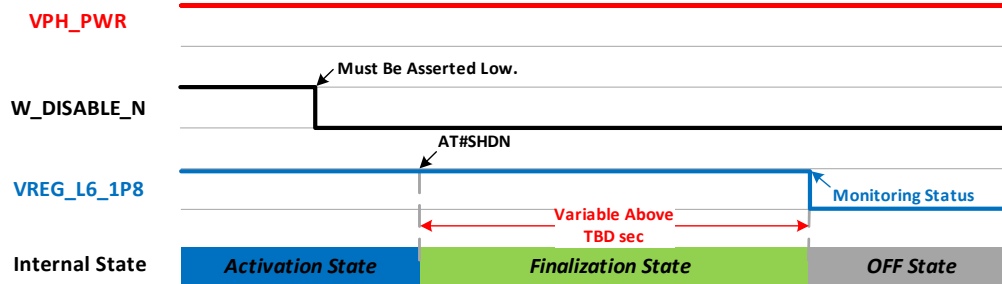 VPH_PWR
Must Be Asserted Low.
W_DISABLE_N
AT#SHDN
VREG_L6_1P8
Monitoring Status
Variable Above
TBD sec
Internal State
Activation State
Finalization State
OFF State